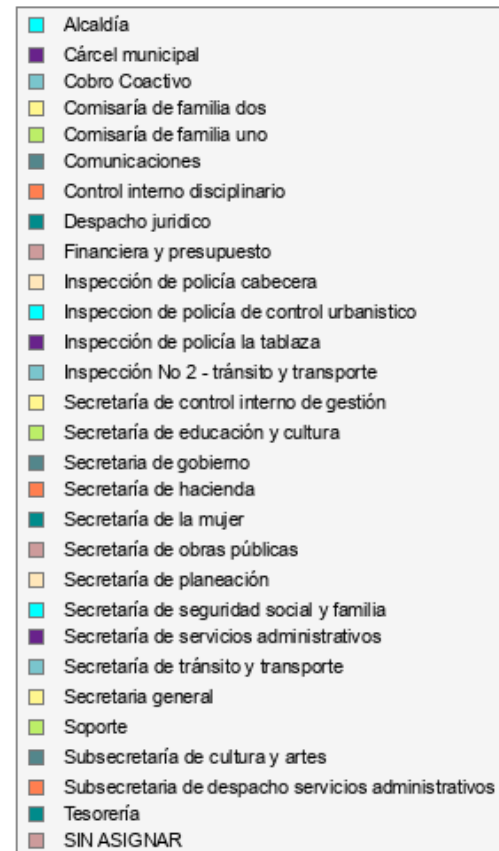 Alcaldía
Cárcel municipal
Cobro Coactivo
Comisaría de familia dos
Comisaría de familia uno
Comunicaciones
Control interno disciplinario
Despacho juridico
Financiera y presupuesto
Inspección de policía cabecera
Inspeccion de policía de control urbanistico
Inspección de policía la tablaza
Inspección No 2 - tránsito y transporte
Secretaría de control interno de gestión
Secretaría de educación y cultura
Secretaria de gobierno
Secretaría de hacienda
Secretaría de la mujer
Secretaría de obras públicas
Secretaría de planeación
Secretaría de seguridad social y familia
Secretaría de servicios administrativos
Secretaría de tránsito y transporte
Secretaria general
Soporte
Subsecretaría de cultura y artes
Subsecretaria de despacho servicios administrativos
Tesorería
SIN ASIGNAR